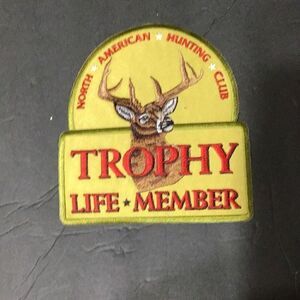 NORTH ★ AMERICAN ★ HUNTING ★ CLUB
TROPHY
LIFE ★ MEMBER